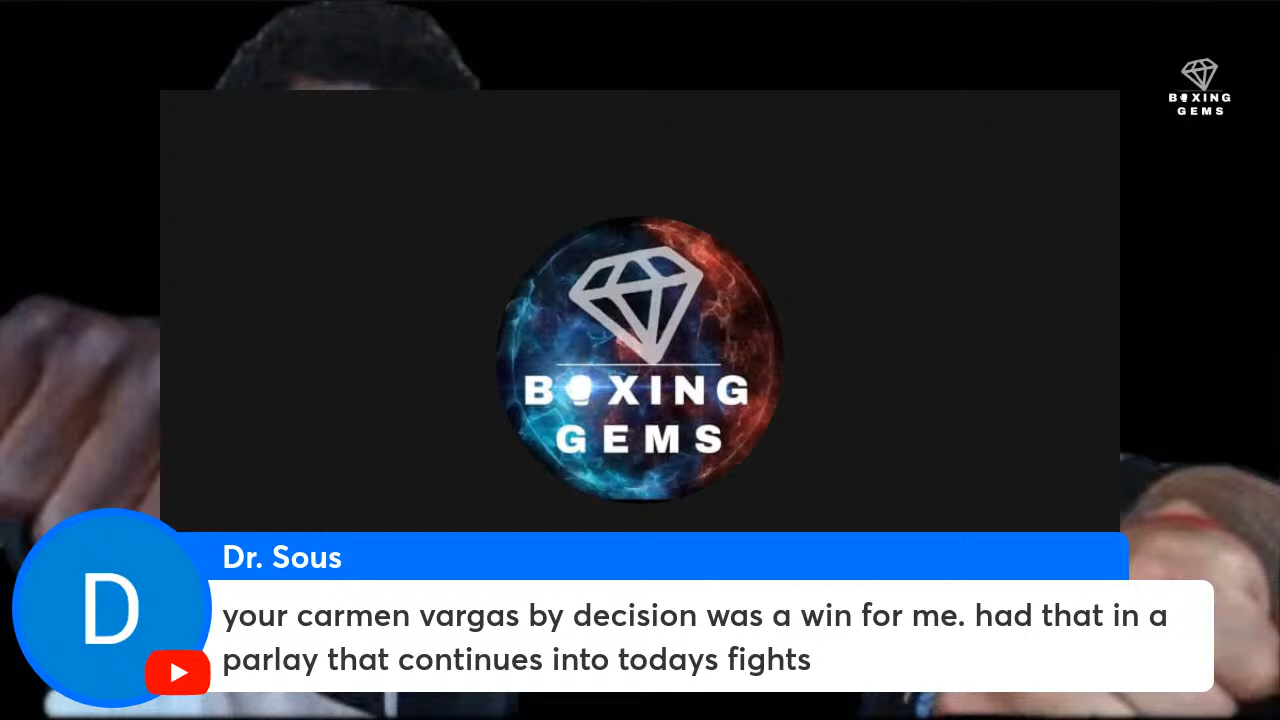 BOXING
GEMS
BOXING
GEMS
D
Dr. Sous
your carmen vargas by decision was a win for me. had that in a
parlay that continues into todays fights